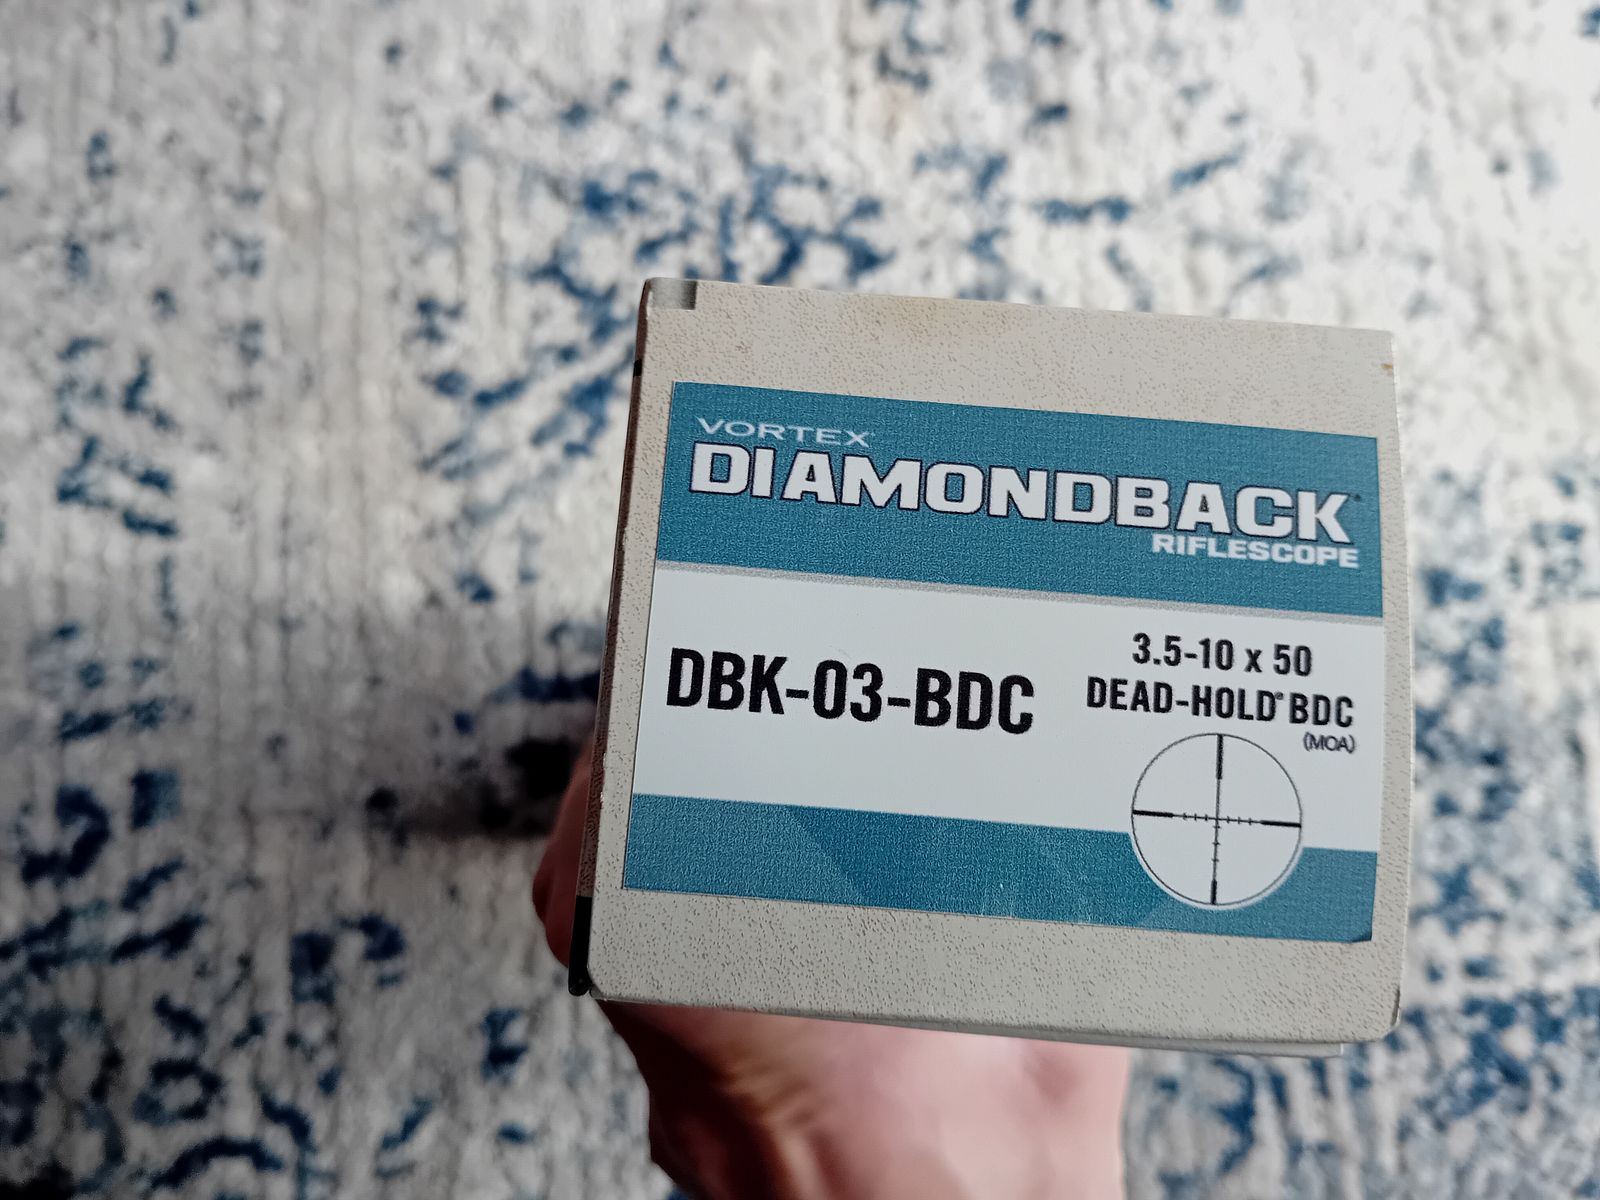 VORTEX
DIAMONDBACK®
RIFLESCOPE
DBK-03-BDC
3.5-10 x 50
DEAD-HOLD® BDC
(MOA)